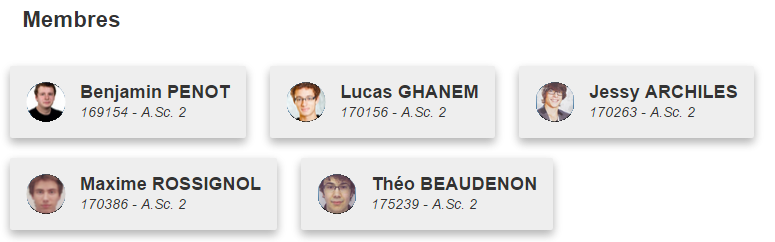 Membres
Benjamin PENOT
169154 - A.Sc. 2
Lucas GHANEM
170156 - A.Sc. 2
Jessy ARCHILES
170263 - A.Sc. 2
Maxime ROSSIGNOL
170386 - A.Sc. 2
Théo BEAUDENON
175239 - A.Sc. 2